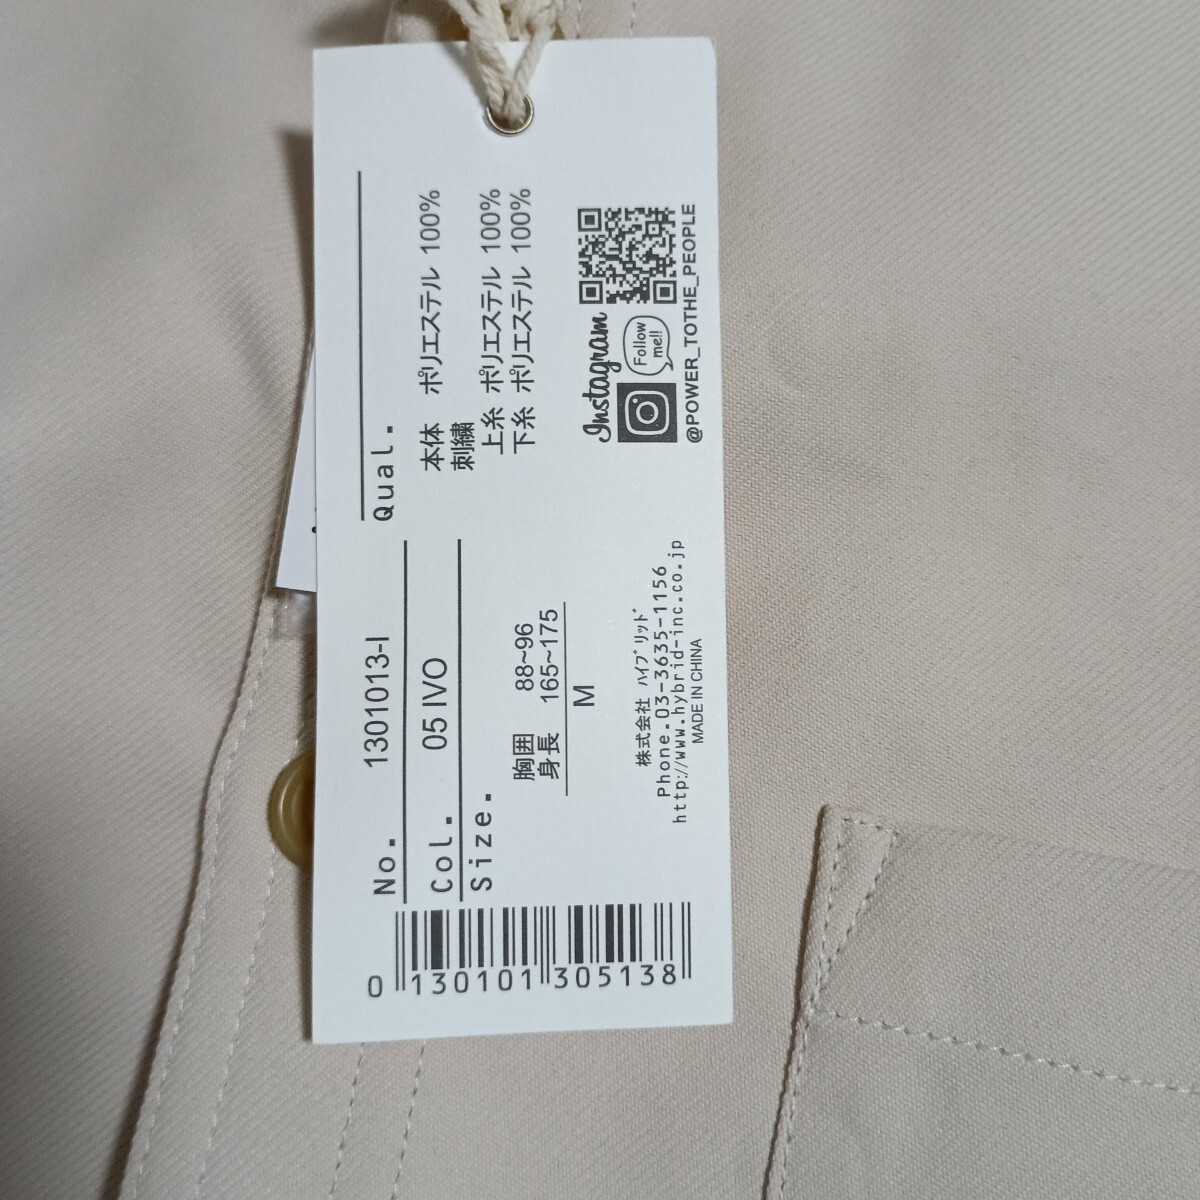 No. 1301013-I
Col. 05 IVO
Size.
胸囲 88~96
身長 165~175
M
株式会社 ハイブリッド
Phone.03-3635-1156
http://www.hybrid-inc.co.jp
MADE IN CHINA
Qual.
本体 ポリエステル 100%
刺繍
上糸 ポリエステル 100%
下糸 ポリエステル 100%
Instagram
Follow
me!!
@POWER_TOTHE_PEOPLE
0 130101 305138